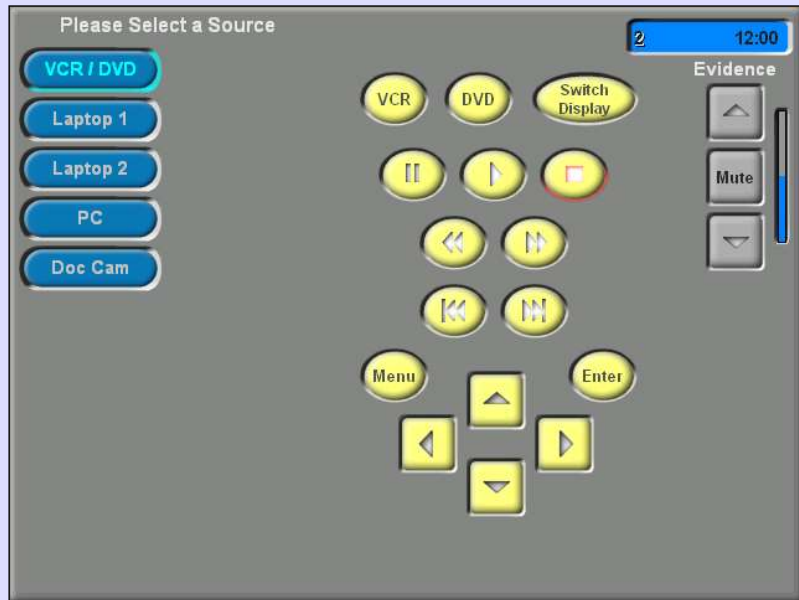 Please Select a Source
2 12:00
VCR / DVD
Evidence
Laptop 1
VCR
DVD
Switch
Display
Laptop 2
Mute
PC
Doc Cam
Menu
Enter